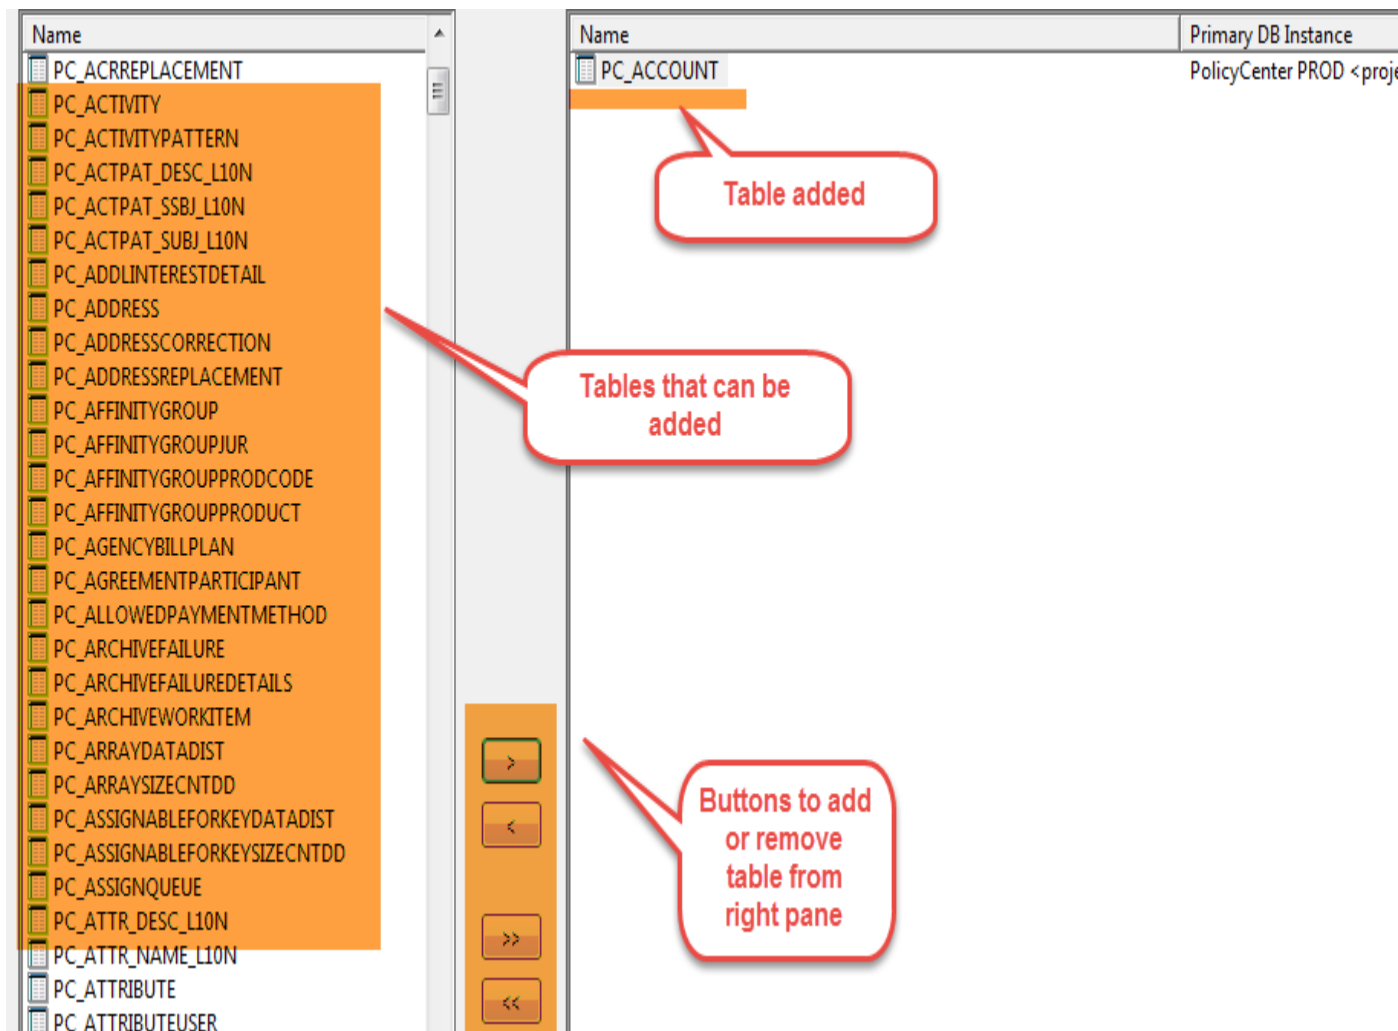 Name
PC_ACRREPLACEMENT
PC_ACTIVITY
PC_ACTIVITYPATTERN
PC_ACTPAT_DESC_L10N
PC_ACTPAT_SSBJ_L10N
PC_ACTPAT_SUBJ_L10N
PC_ADDLINTERESTDETAIL
PC_ADDRESS
PC_ADDRESSCORRECTION
PC_ADDRESSREPLACEMENT
PC_AFFINITYGROUP
PC_AFFINITYGROUPJUR
PC_AFFINITYGROUPPRODCODE
PC_AFFINITYGROUPPRODUCT
PC_AGENCYBILLPLAN
PC_AGREEMENTPARTICIPANT
PC_ALLOWEDPAYMENTMETHOD
PC_ARCHIVEFAILURE
PC_ARCHIVEFAILUREDETAILS
PC_ARCHIVEWORKITEM
PC_ARRAYDATADIST
PC_ARRAYSIZECNTDD
PC_ASSIGNABLEFORKEYDATADIST
PC_ASSIGNABLEFORKEYSIZECNTDD
PC_ASSIGNQUEUE
PC_ATTR_DESC_L10N
PC_ATTR_NAME_L10N
PC_ATTRIBUTE
PC_ATTRIBUTEUSER
>
<
>>
<<
Name Primary DB Instance
PC_ACCOUNT PolicyCenter PROD <proje
Table added
Tables that can be
added
Buttons to add
or remove
table from
right pane